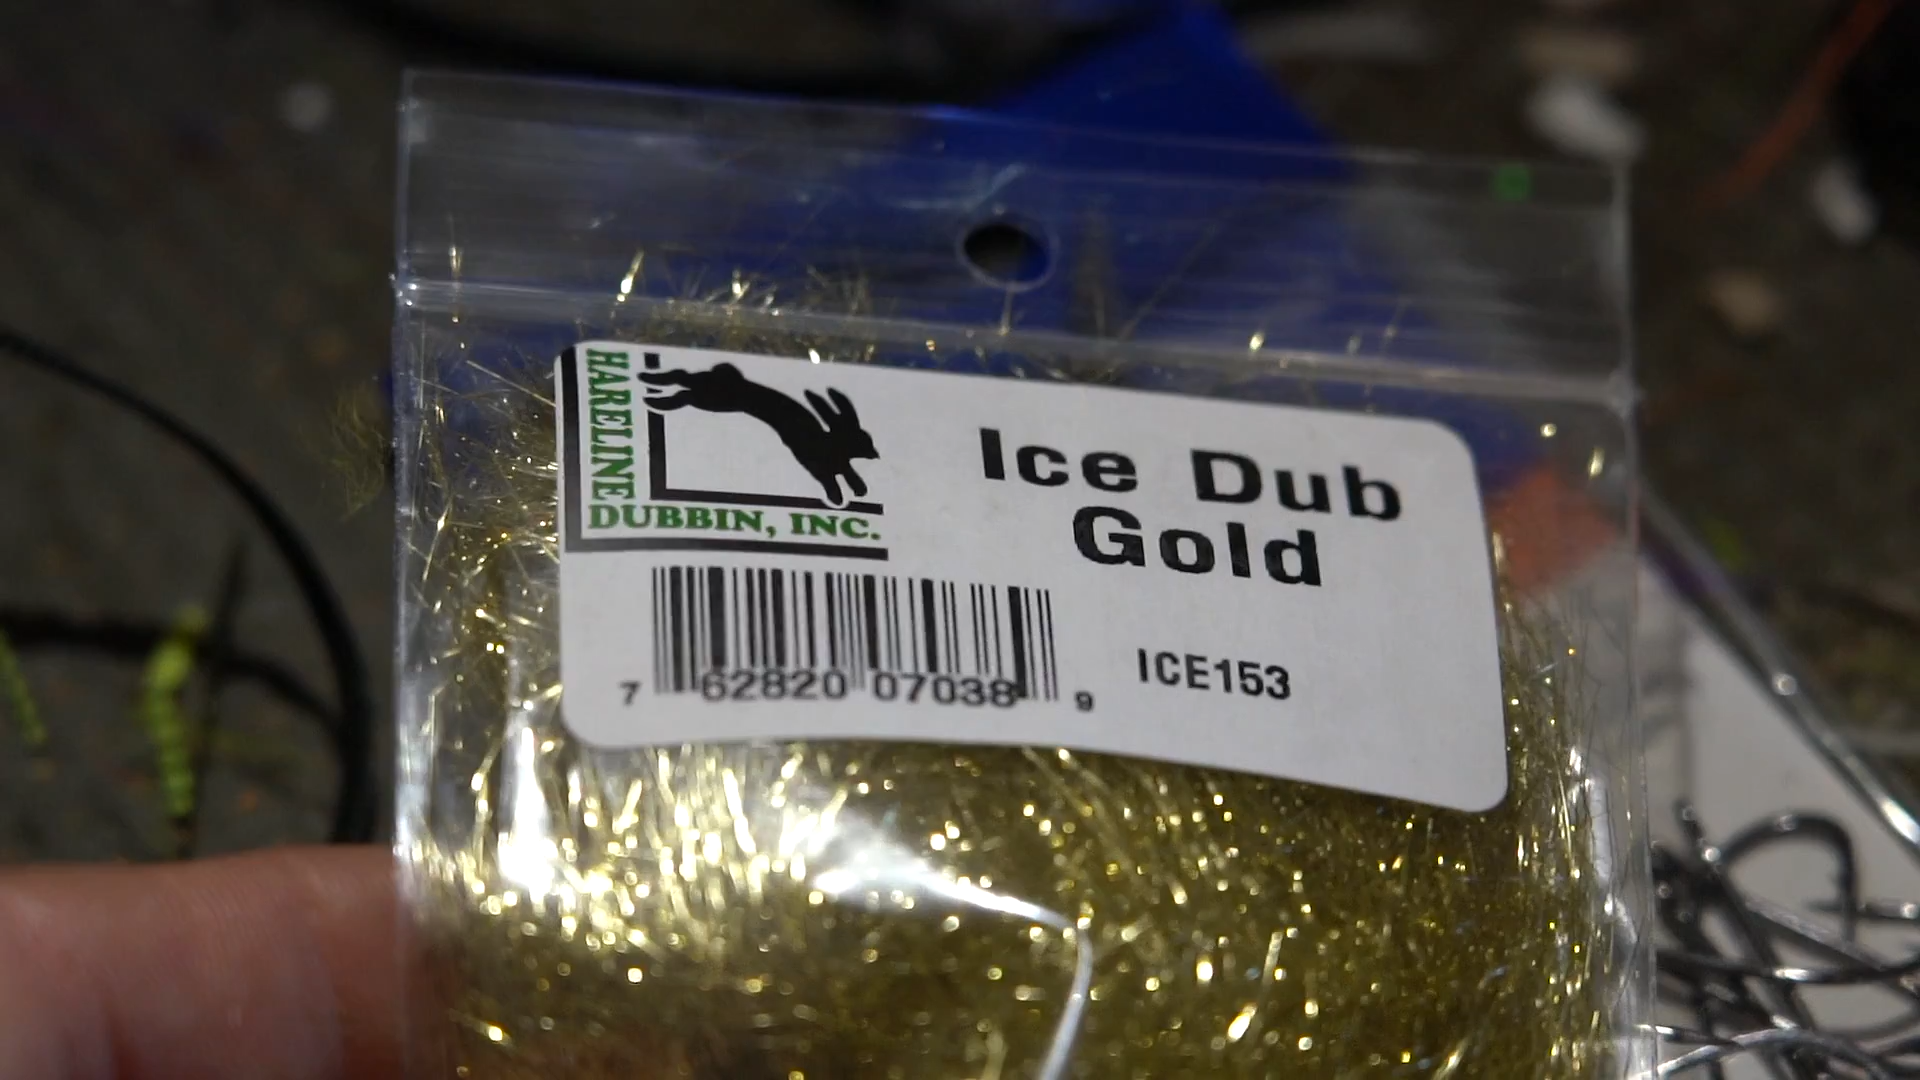 HARELINE
DUBBIN, INC.
Ice Dub
Gold
7 62820 07038 9
ICE153